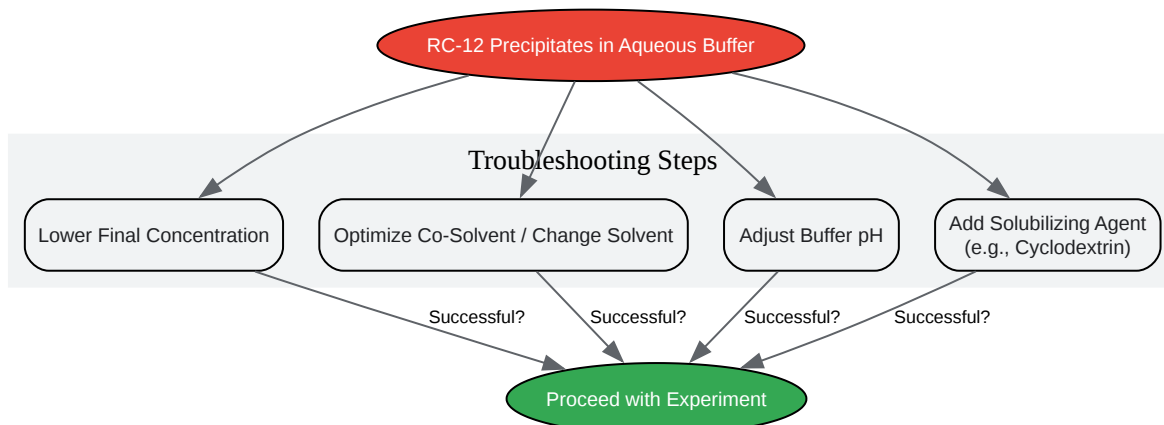 RC-12 Precipitates in Aqueous Buffer
Troubleshooting Steps
Lower Final Concentration
Optimize Co-Solvent / Change Solvent
Adjust Buffer pH
Add Solubilizing Agent
(e.g., Cyclodextrin)
Successful?
Successful?
Successful?
Successful?
Proceed with Experiment